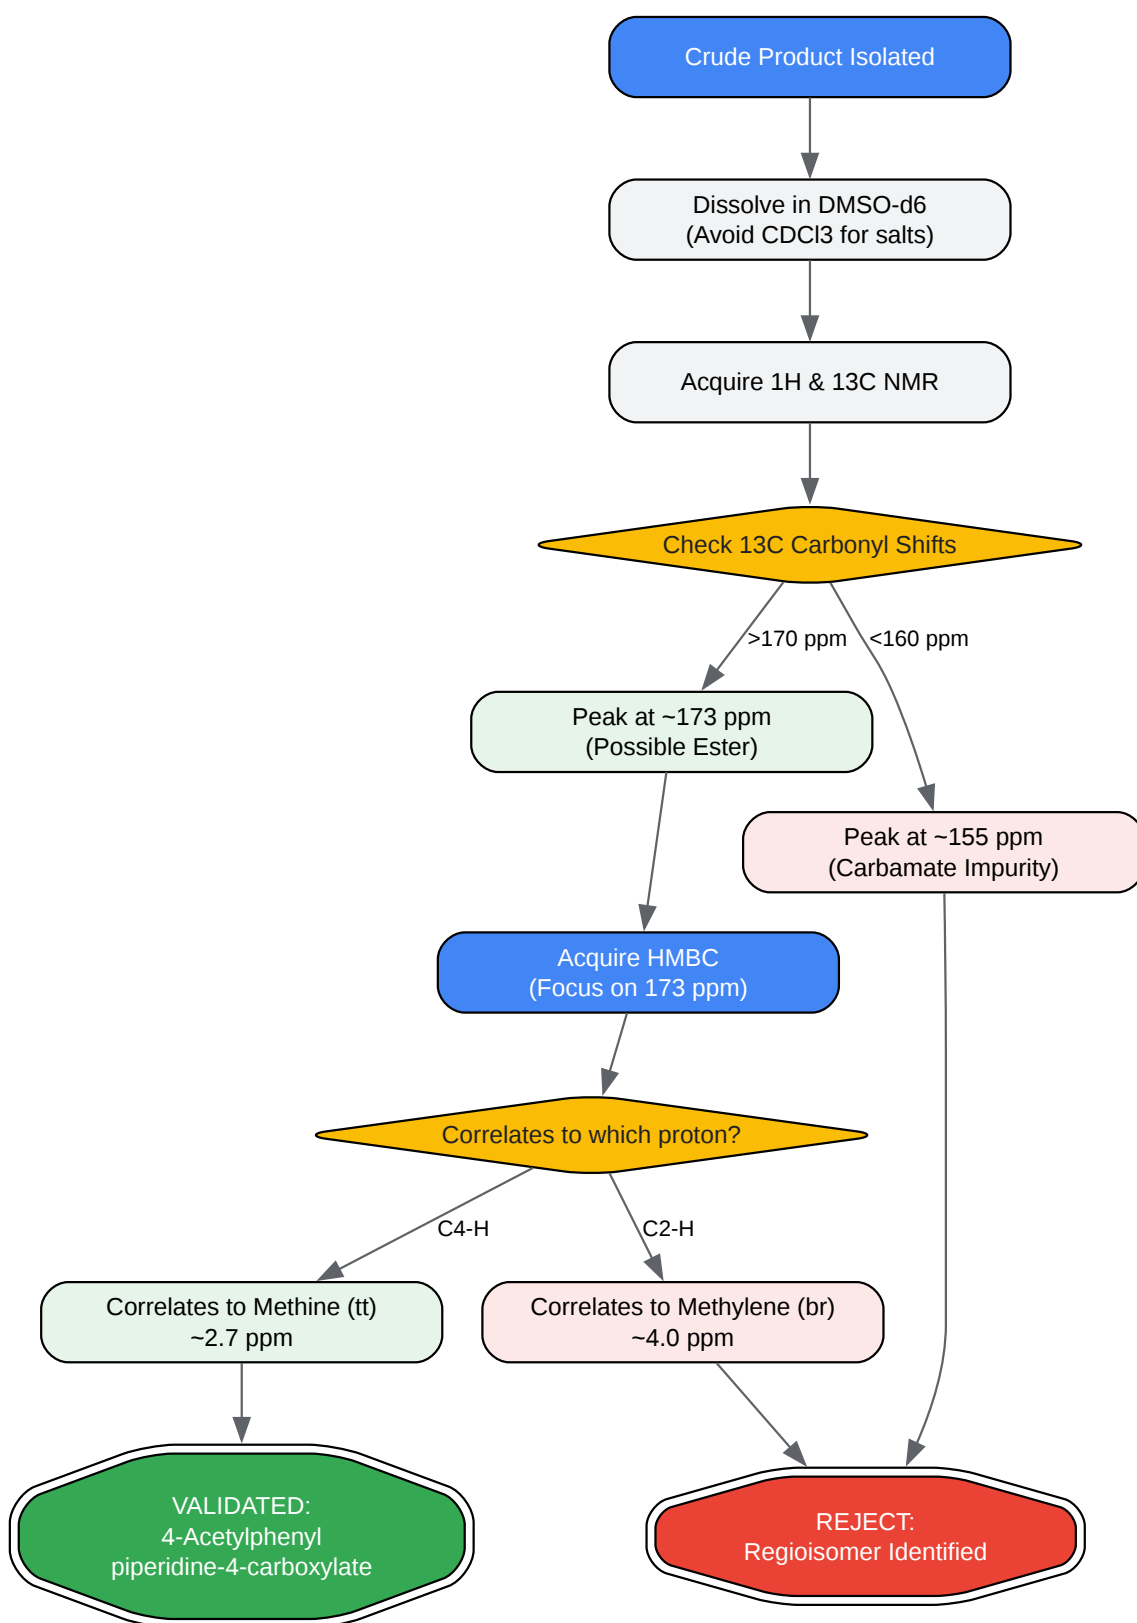 Crude Product Isolated
Dissolve in DMSO-d6
(Avoid CDCl3 for salts)
Acquire 1H & 13C NMR
Check 13C Carbonyl Shifts
>170 ppm
<160 ppm
Peak at ~173 ppm
(Possible Ester)
Peak at ~155 ppm
(Carbamate Impurity)
Acquire HMBC
(Focus on 173 ppm)
Correlates to which proton?
C4-H
C2-H
Correlates to Methine (tt)
~2.7 ppm
Correlates to Methylene (br)
~4.0 ppm
VALIDATED:
4-Acetylphenyl
piperidine-4-carboxylate
REJECT:
Regioisomer Identified